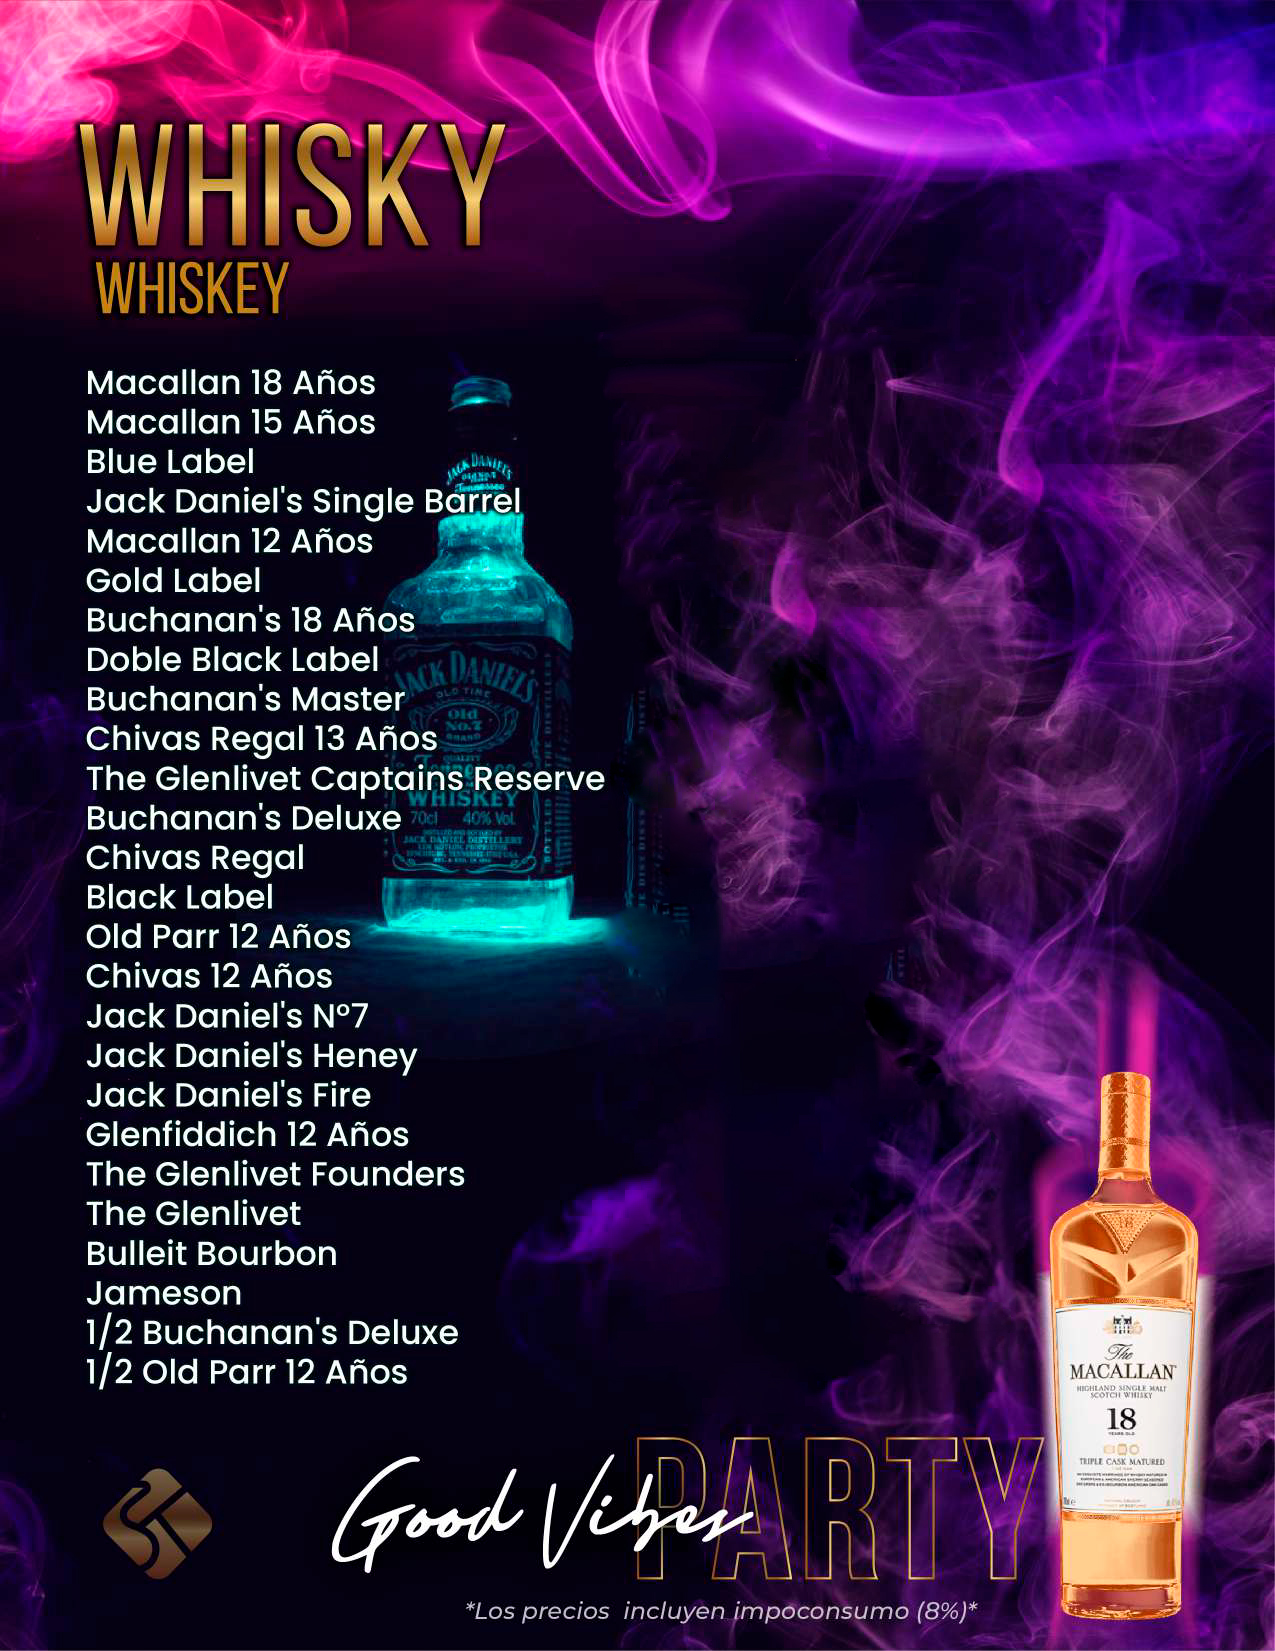 WHISKY
WHISKEY
Macallan 18 Años
Macallan 15 Años
Blue Label
Jack Daniel's Single Barrel
Macallan 12 Años
Gold Label
Buchanan's 18 Años
Doble Black Label
Buchanan's Master
Chivas Regal 13 Años
The Glenlivet Captains Reserve
Buchanan's Deluxe
Chivas Regal
Black Label
Old Parr 12 Años
Chivas 12 Años
Jack Daniel's N°7
Jack Daniel's Heney
Jack Daniel's Fire
Glenfiddich 12 Años
The Glenlivet Founders
The Glenlivet
Bulleit Bourbon
Jameson
1/2 Buchanan's Deluxe
1/2 Old Parr 12 Años
JACK DANIEL'S
JACK DANIEL'S
OLD TIME
Old
No.7
BRAND
WHISKEY
70cl 40% Vol.
The
MACALLAN
HIGHLAND SINGLE MALT
SCOTCH WHISKY
18
YEARS OLD
TRIPLE CASK MATURED
Good Vibes
PARTY
*Los precios incluyen impoconsumo (8%)*